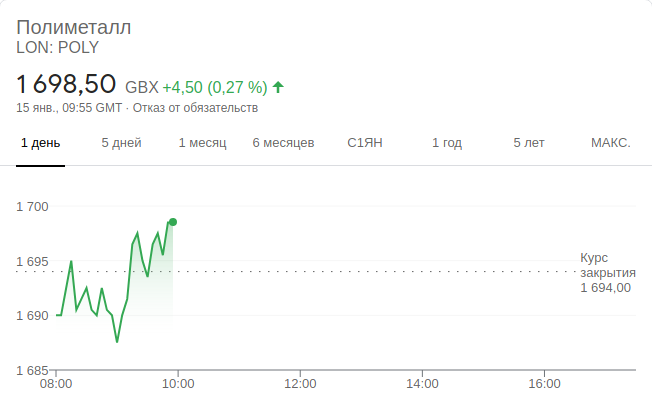 Полиметалл
LON: POLY
1 698,50 GBX +4,50 (0,27 %)
15 янв., 09:55 GMT · Отказ от обязательств
1 день 5 дней 1 месяц 6 месяцев С1ЯН 1 год 5 лет МАКС.
1 700
1 695
1 690
1 685
Курс
закрытия
1 694,00
08:00 10:00 12:00 14:00 16:00